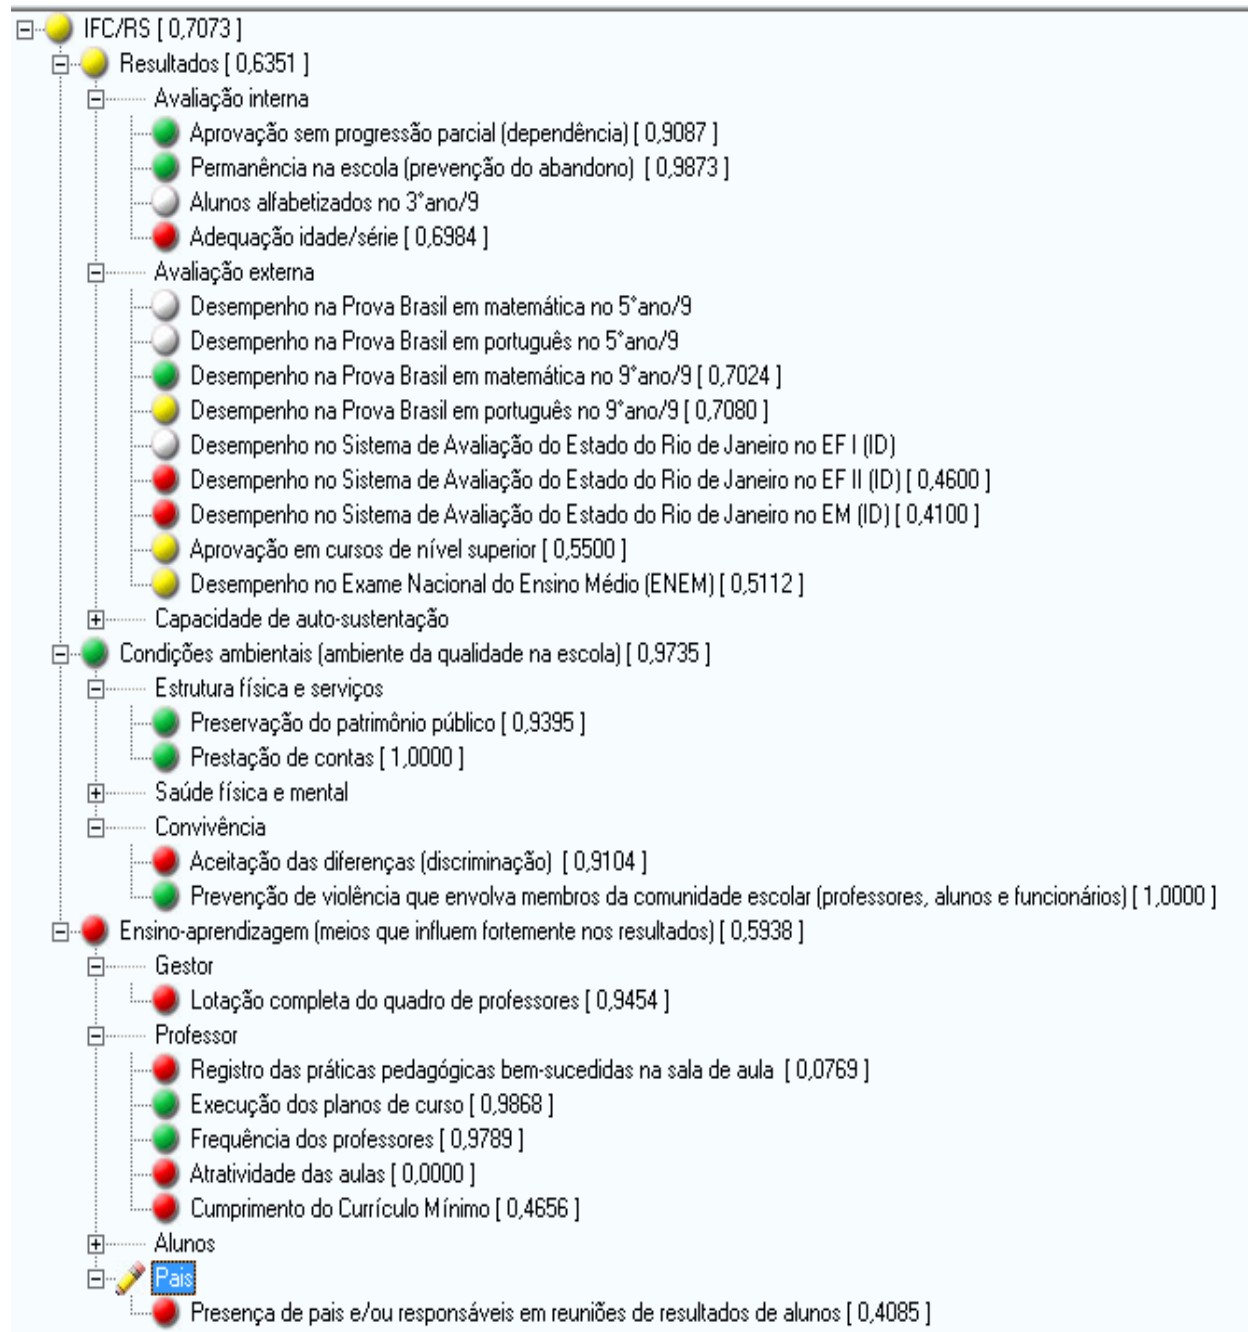 IFC/RS [ 0,7073 ]
Resultados [ 0,6351 ]
Avaliação interna
Aprovação sem progressão parcial (dependência) [ 0,9087 ]
Permanência na escola (prevenção do abandono) [ 0,9873 ]
Alunos alfabetizados no 3°ano/9
Adequação idade/série [ 0,6984 ]
Avaliação externa
Desempenho na Prova Brasil em matemática no 5°ano/9
Desempenho na Prova Brasil em português no 5°ano/9
Desempenho na Prova Brasil em matemática no 9°ano/9 [ 0,7024 ]
Desempenho na Prova Brasil em português no 9°ano/9 [ 0,7080 ]
Desempenho no Sistema de Avaliação do Estado do Rio de Janeiro no EF I (ID)
Desempenho no Sistema de Avaliação do Estado do Rio de Janeiro no EF II (ID) [ 0,4600 ]
Desempenho no Sistema de Avaliação do Estado do Rio de Janeiro no EM (ID) [ 0,4100 ]
Aprovação em cursos de nível superior [ 0,5500 ]
Desempenho no Exame Nacional do Ensino Médio (ENEM) [ 0,5112 ]
Capacidade de auto-sustentação
Condições ambientais (ambiente da qualidade na escola) [ 0,9735 ]
Estrutura física e serviços
Preservação do patrimônio público [ 0,9395 ]
Prestação de contas [ 1,0000 ]
Saúde física e mental
Convivência
Aceitação das diferenças (discriminação) [ 0,9104 ]
Prevenção de violência que envolva membros da comunidade escolar (professores, alunos e funcionários) [ 1,0000 ]
Ensino-aprendizagem (meios que influem fortemente nos resultados) [ 0,5938 ]
Gestor
Lotação completa do quadro de professores [ 0,9454 ]
Professor
Registro das práticas pedagógicas bem-sucedidas na sala de aula [ 0,0769 ]
Execução dos planos de curso [ 0,9868 ]
Frequência dos professores [ 0,9789 ]
Atratividade das aulas [ 0,0000 ]
Cumprimento do Currículo Mínimo [ 0,4656 ]
Alunos
Pais
Presença de pais e/ou responsáveis em reuniões de resultados de alunos [ 0,4085 ]